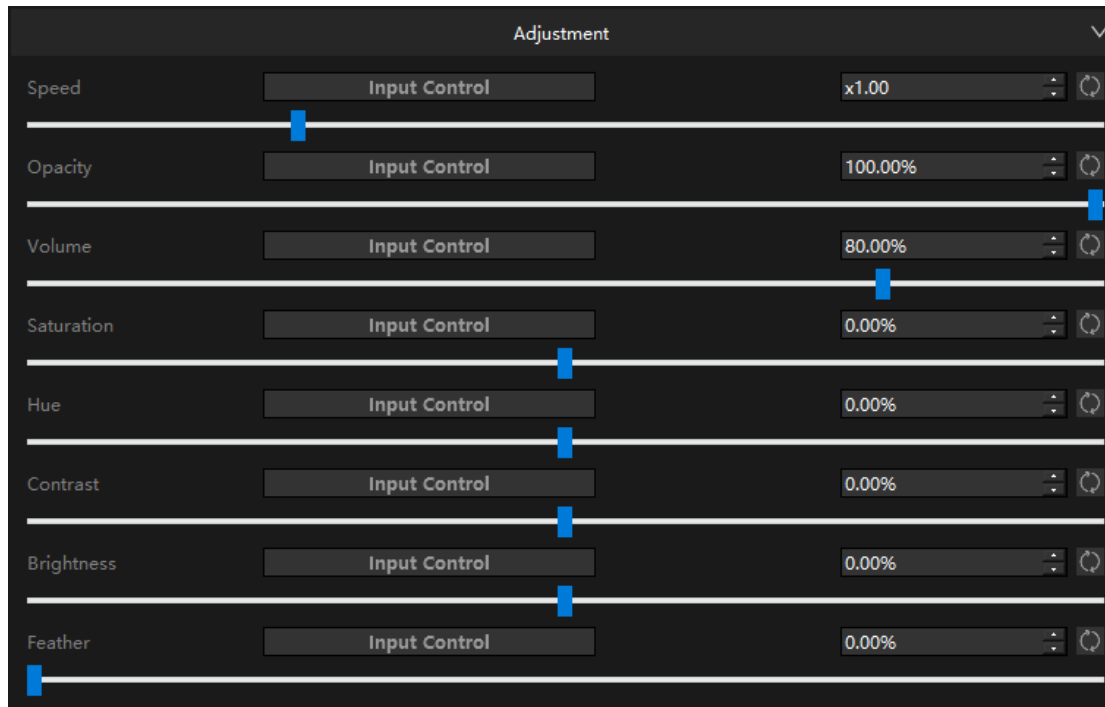 Adjustment
Speed Input Control x1.00
Opacity Input Control 100.00%
Volume Input Control 80.00%
Saturation Input Control 0.00%
Hue Input Control 0.00%
Contrast Input Control 0.00%
Brightness Input Control 0.00%
Feather Input Control 0.00%